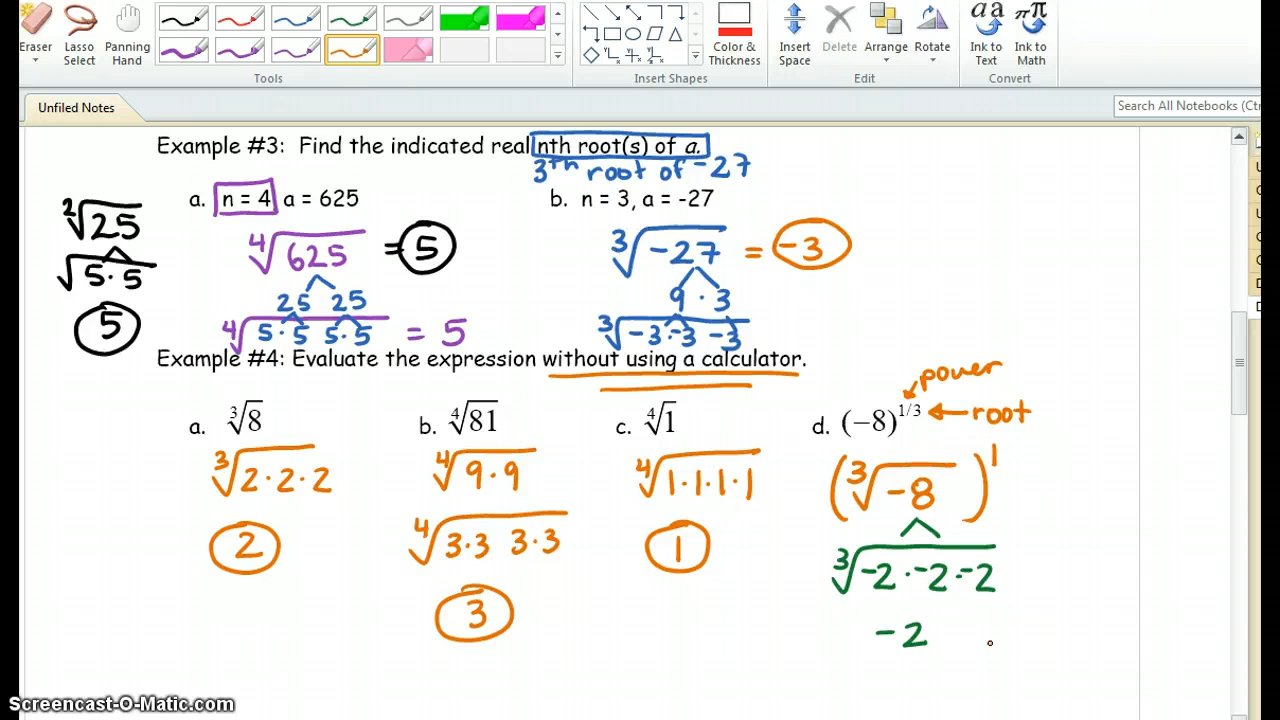 Eraser
Lasso Select
Panning Hand
Color & Thickness
Insert Space
Delete
Arrange
Rotate
aa
Ink to Text
ππ
Ink to Math
Tools
Insert Shapes
Edit
Convert
Unfiled Notes
Search All Notebooks (Ctr
Example #3: Find the indicated real nth root(s) of a.
3th root of -27
a. n = 4 a = 625
b. n = 3, a = -27
²√25
√5·5
5
⁴√625 = 5
25 25
⁴√5·5 5·5 = 5
³√-27 = -3
9 · 3
³√-3·-3 -3
Example #4: Evaluate the expression without using a calculator.
a. ³√8
³√2·2·2
2
b. ⁴√81
⁴√9·9
⁴√3·3 3·3
3
c. ⁴√1
⁴√1·1·1·1
1
power
d. (−8)^1/3 ← root
(³√-8)^1
³√-2·-2·-2
-2
Screencast-O-Matic.com